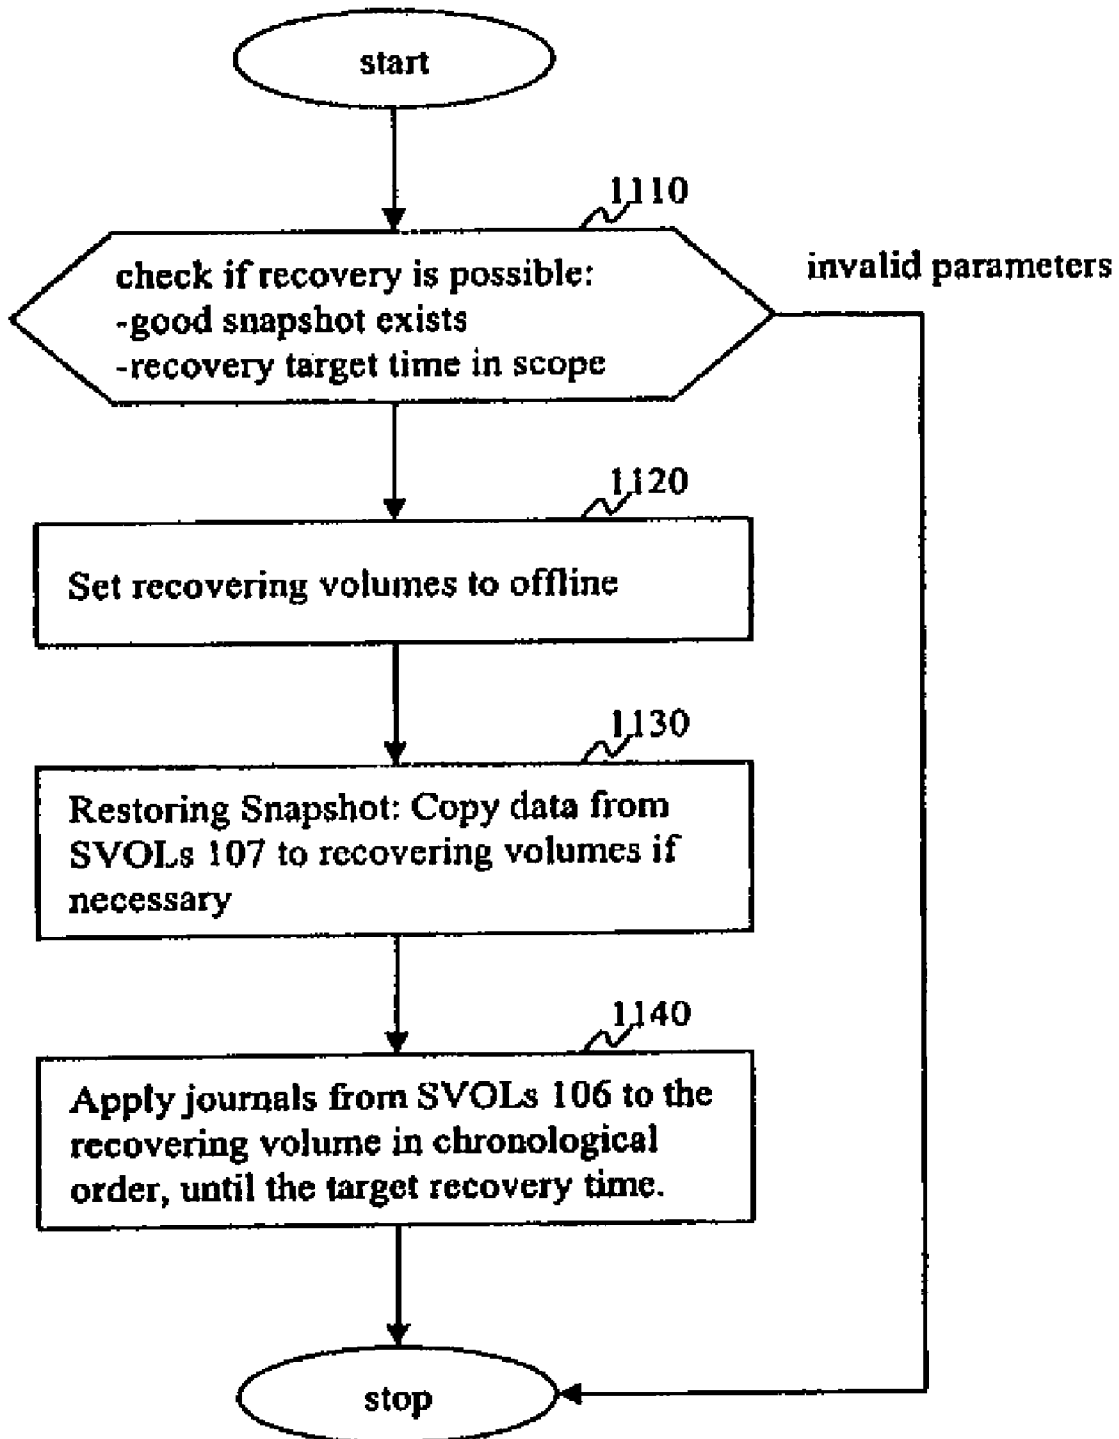 start
1110
check if recovery is possible:
-good snapshot exists
-recovery target time in scope
invalid parameters
1120
Set recovering volumes to offline
1130
Restoring Snapshot: Copy data from
SVOLs 107 to recovering volumes if
necessary
1140
Apply journals from SVOLs 106 to the
recovering volume in chronological
order, until the target recovery time.
stop